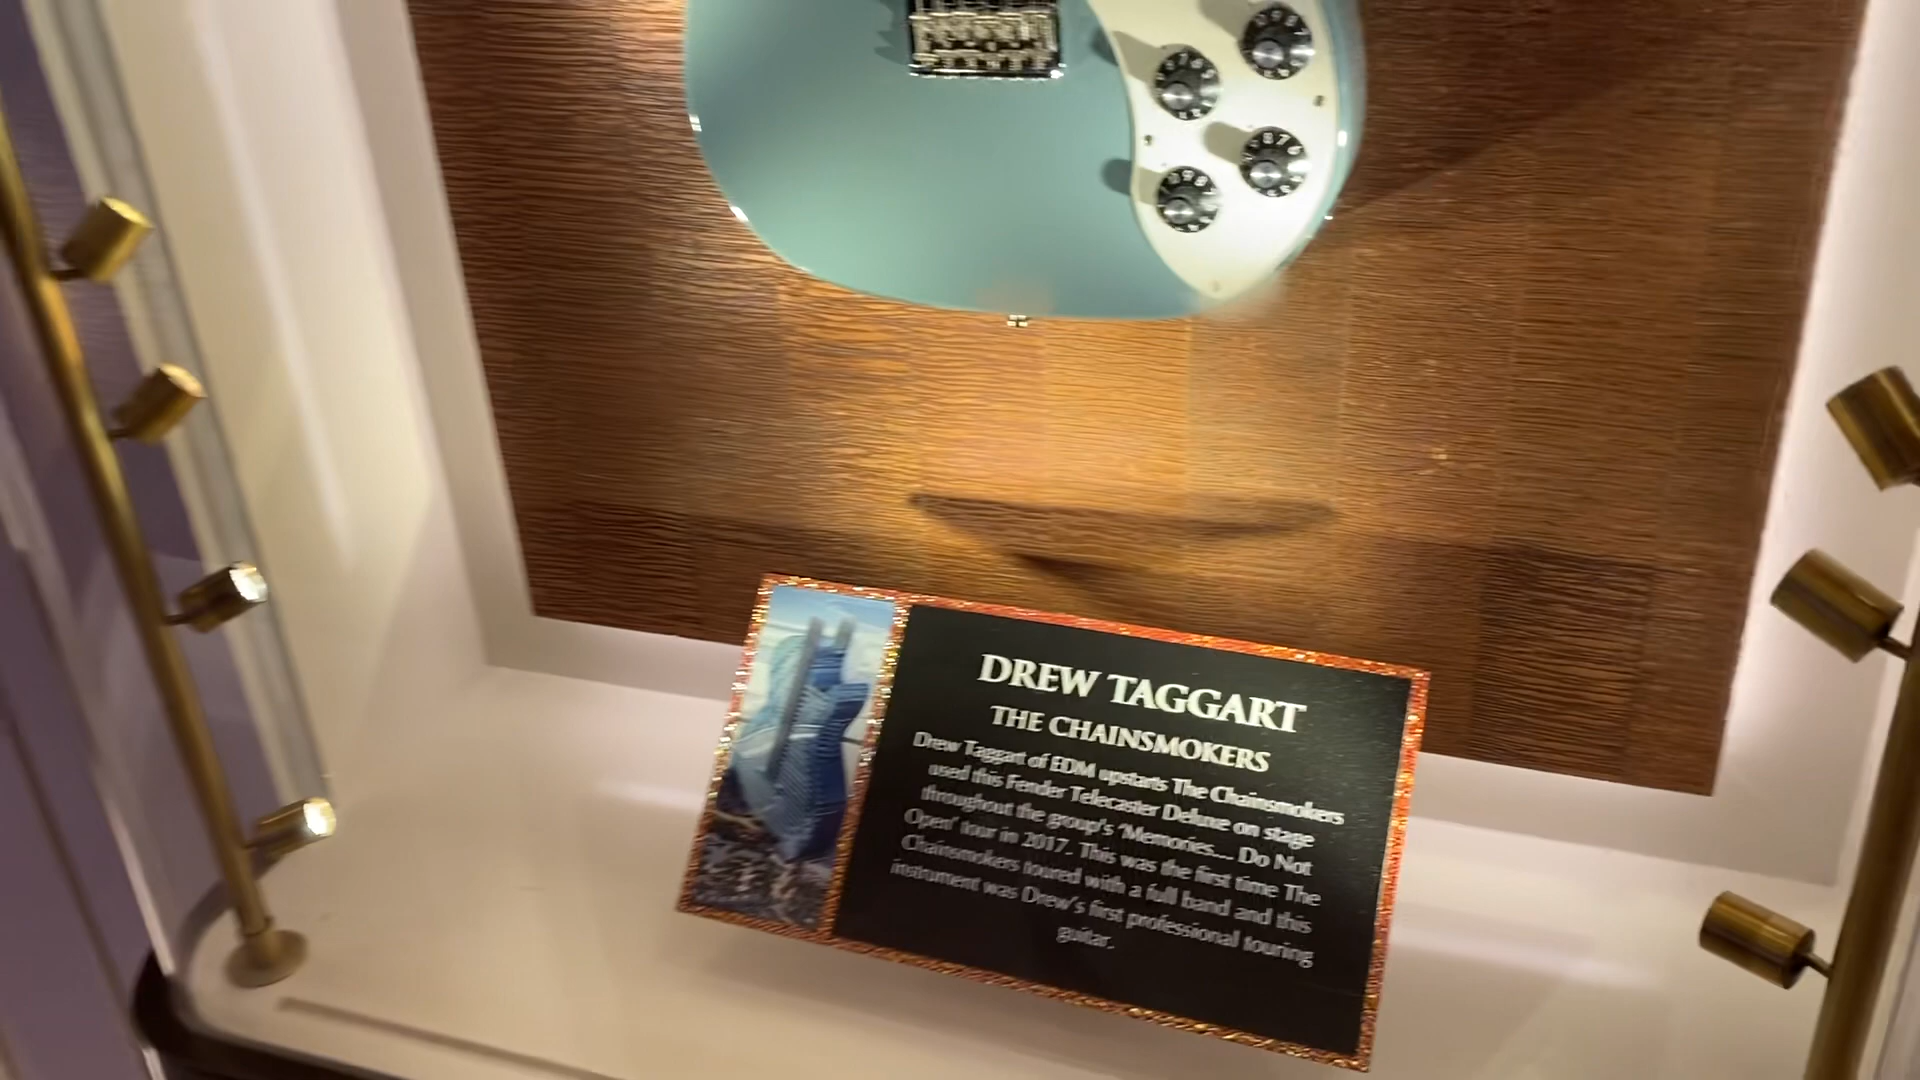 DREW TAGGART
THE CHAINSMOKERS
Drew Taggart of EDM upstarts The Chainsmokers
used this Fender Telecaster Deluxe on stage
throughout the group's 'Memories... Do Not
Open' tour in 2017. This was the first time The
Chainsmokers toured with a full band and this
instrument was Drew's first professional touring
guitar.